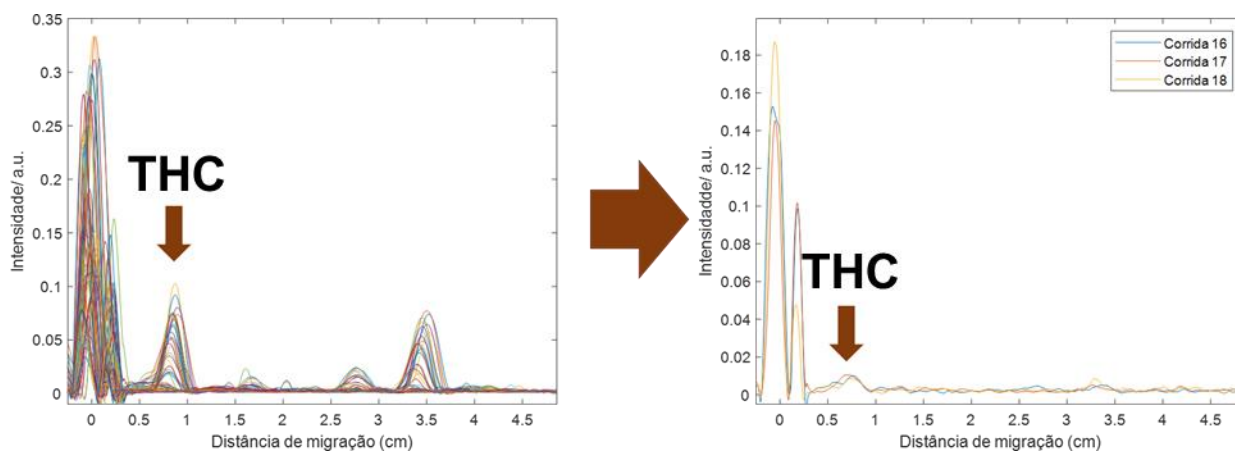 0.35
0.3
0.25
0.2
0.15
0.1
0.05
0
Intensidade/ a.u.
THC
0 0.5 1 1.5 2 2.5 3 3.5 4 4.5
Distância de migração (cm)
0.18
0.16
0.14
0.12
0.1
0.08
0.06
0.04
0.02
0
Intensidadde/ a.u.
Corrida 16
Corrida 17
Corrida 18
THC
0 0.5 1 1.5 2 2.5 3 3.5 4 4.5
Distância de migração (cm)